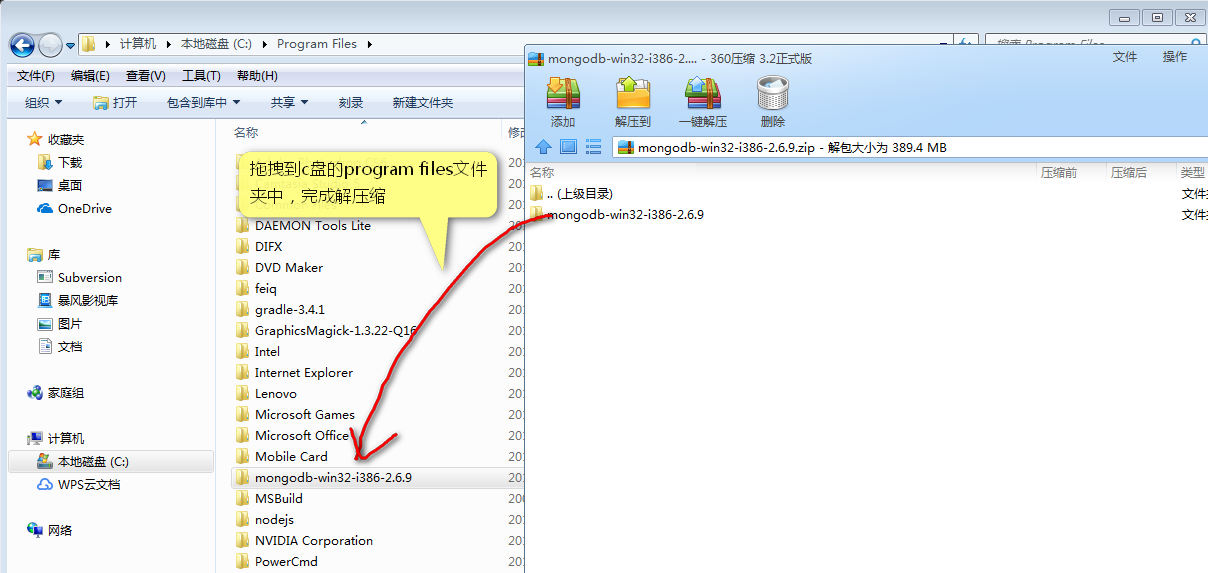 计算机 本地磁盘 (C:) Program Files
搜索 Program Files
文件(F) 编辑(E) 查看(V) 工具(T) 帮助(H)
组织 打开 包含到库中 共享 刻录 新建文件夹
收藏夹
下载
桌面
OneDrive
库
Subversion
暴风影视库
图片
文档
家庭组
计算机
本地磁盘 (C:)
WPS云文档
网络
名称
拖拽到c盘的program files文件
夹中，完成解压缩
DAEMON Tools Lite
DIFX
DVD Maker
feiq
gradle-3.4.1
GraphicsMagick-1.3.22-Q16
Intel
Internet Explorer
Lenovo
Microsoft Games
Microsoft Office
Mobile Card
mongodb-win32-i386-2.6.9
MSBuild
nodejs
NVIDIA Corporation
PowerCmd
mongodb-win32-i386-2.... - 360压缩 3.2正式版 文件 操作
添加 解压到 一键解压 删除
mongodb-win32-i386-2.6.9.zip - 解包大小为 389.4 MB
名称 压缩前 压缩后 类型
.. (上级目录)
mongodb-win32-i386-2.6.9